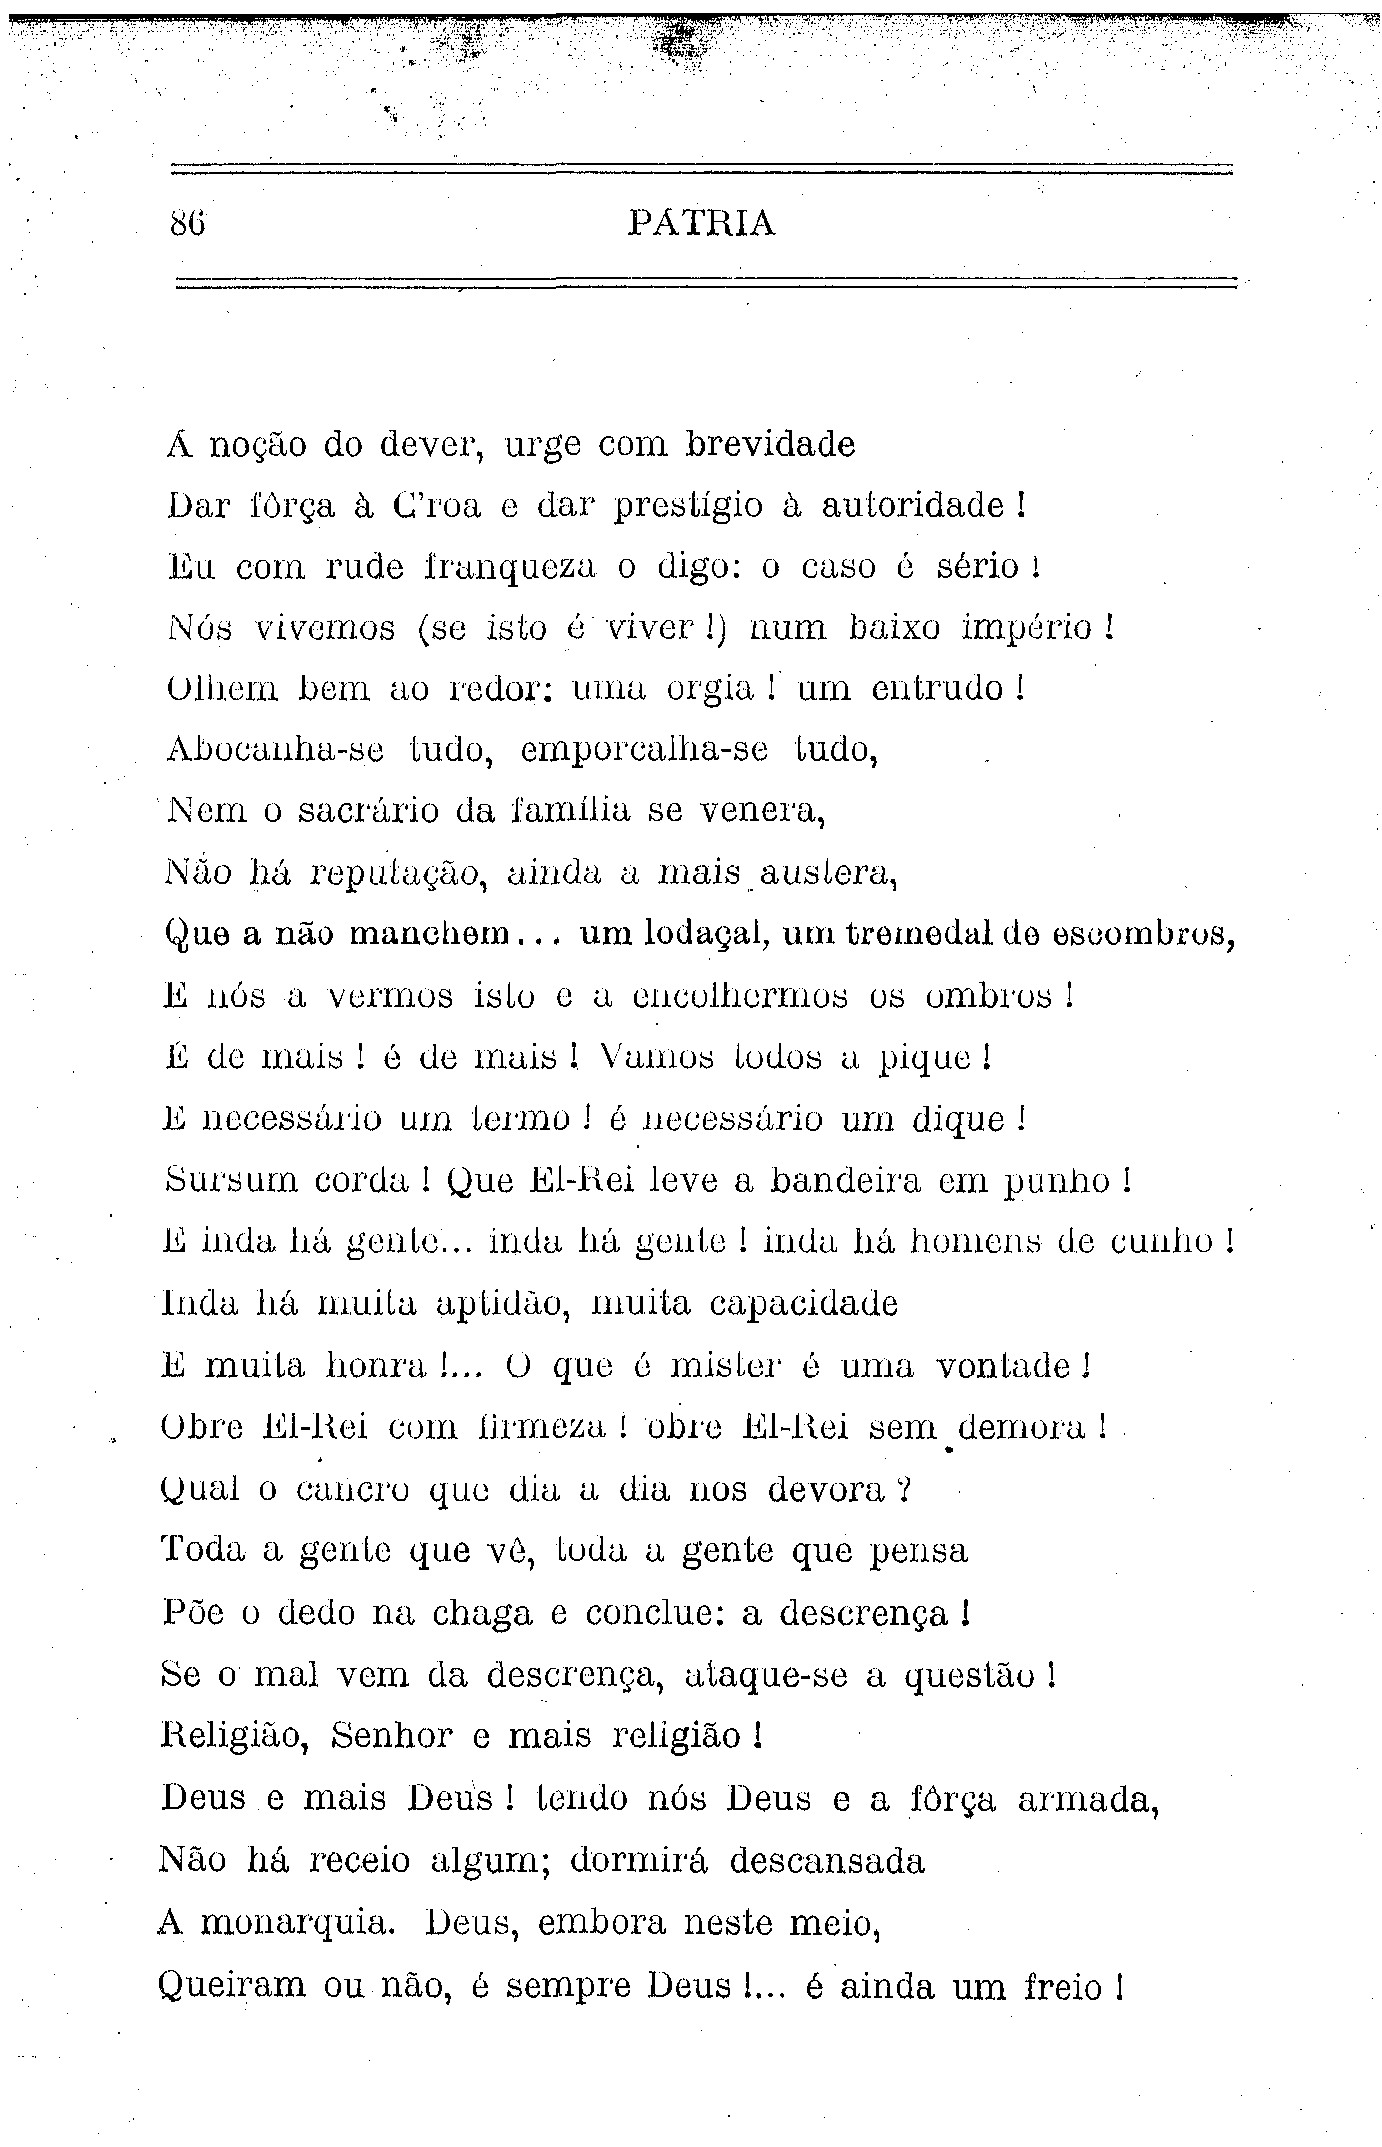 86 PÁTRIA
Á noção do dever, urge com brevidade
Dar fôrça à C'roa e dar prestígio à autoridade !
Eu com rude franqueza o digo: o caso é sério !
Nós vivemos (se isto é viver !) num baixo império !
Olhem bem ao redor: uma orgia ! um entrudo !
Abocanha-se tudo, emporcalha-se tudo,
Nem o sacrário da família se venera,
Não há reputação, ainda a mais austera,
Que a não manchem... um lodaçal, um tremedal de escombros,
E nós a vermos isto e a encolhermos os ombros !
É de mais ! é de mais ! Vamos todos a pique !
E necessário um termo ! é necessário um dique !
Sursum corda ! Que El-Rei leve a bandeira em punho !
E inda há gente... inda há gente ! inda há homens de cunho !
Inda há muita aptidão, muita capacidade
E muita honra !... O que é mister é uma vontade !
Obre El-Rei com firmeza ! obre El-Rei sem demora !
Qual o cancro que dia a dia nos devora ?
Toda a gente que vê, toda a gente que pensa
Põe o dedo na chaga e conclue: a descrença !
Se o mal vem da descrença, ataque-se a questão !
Religião, Senhor e mais religião !
Deus e mais Deus ! tendo nós Deus e a fôrça armada,
Não há receio algum; dormirá descansada
A monarquia. Deus, embora neste meio,
Queiram ou não, é sempre Deus !... é ainda um freio !